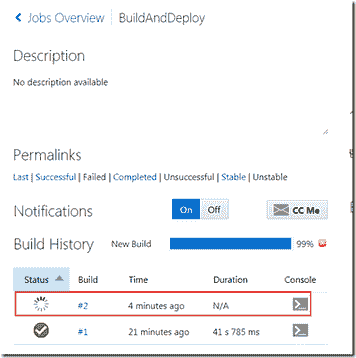 Jobs Overview BuildAndDeploy
Description
No description available
Permalinks
Last | Successful | Failed | Completed | Unsuccessful | Stable | Unstable
Notifications On Off CC Me
Build History New Build 99%
Status Build Time Duration Console
#2 4 minutes ago N/A
#1 21 minutes ago 41 s 785 ms